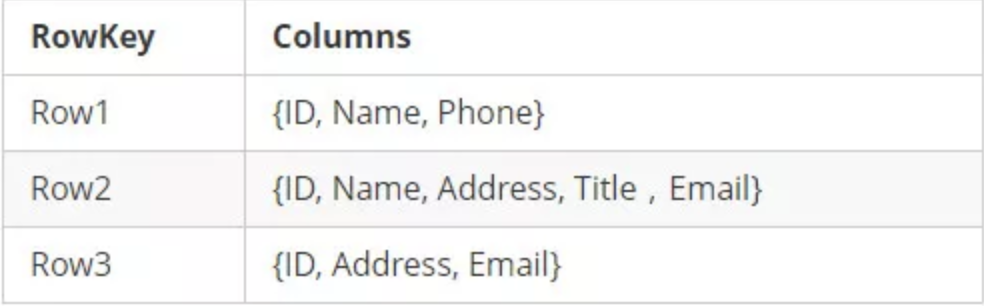 RowKey Columns
Row1 {ID, Name, Phone}
Row2 {ID, Name, Address, Title , Email}
Row3 {ID, Address, Email}